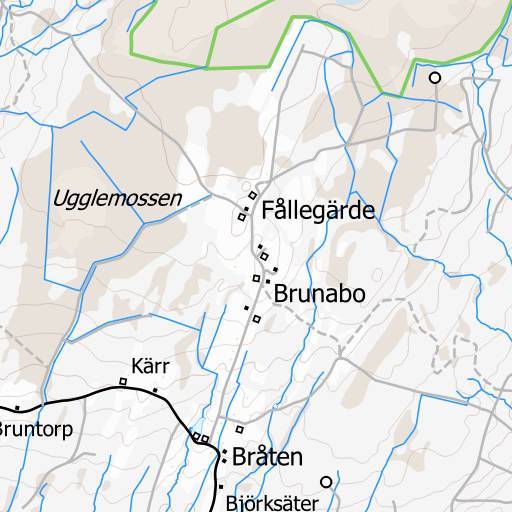 Ugglemossen
Fållegärde
Brunabo
Kärr
Bruntorp
Bråten
Björksäter